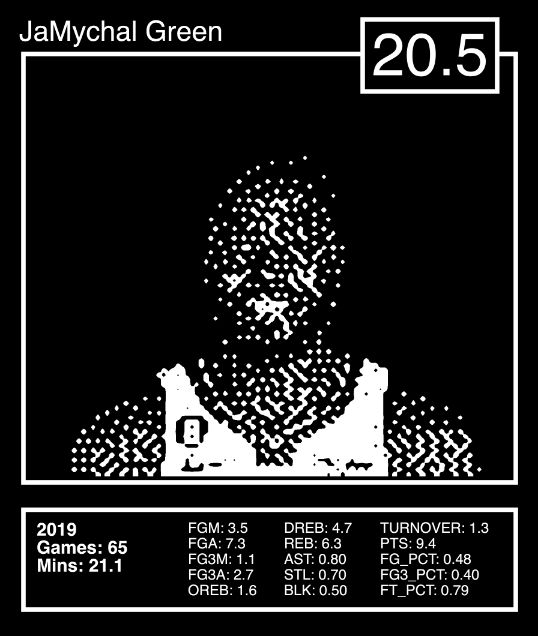 JaMychal Green
20.5
2019
Games: 65
Mins: 21.1
FGM: 3.5
FGA: 7.3
FG3M: 1.1
FG3A: 2.7
OREB: 1.6
DREB: 4.7
REB: 6.3
AST: 0.80
STL: 0.70
BLK: 0.50
TURNOVER: 1.3
PTS: 9.4
FG_PCT: 0.48
FG3_PCT: 0.40
FT_PCT: 0.79